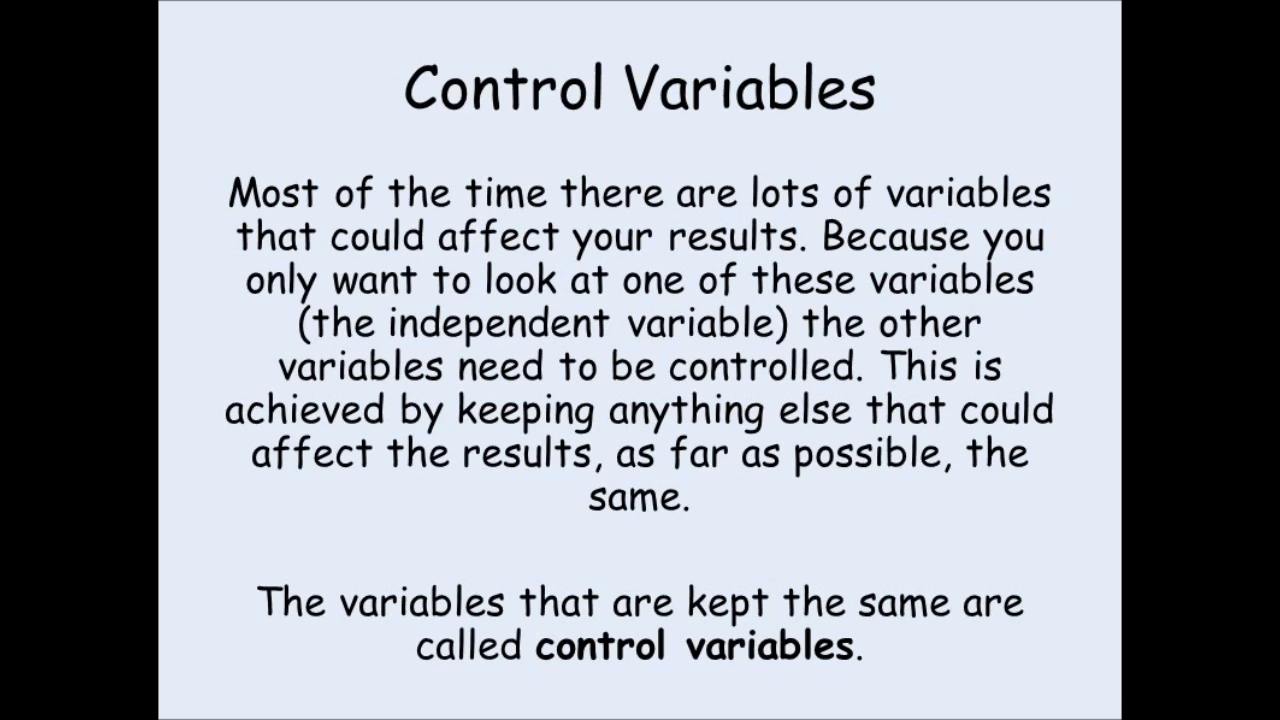 Control Variables
Most of the time there are lots of variables
that could affect your results. Because you
only want to look at one of these variables
(the independent variable) the other
variables need to be controlled. This is
achieved by keeping anything else that could
affect the results, as far as possible, the
same.
The variables that are kept the same are
called control variables.